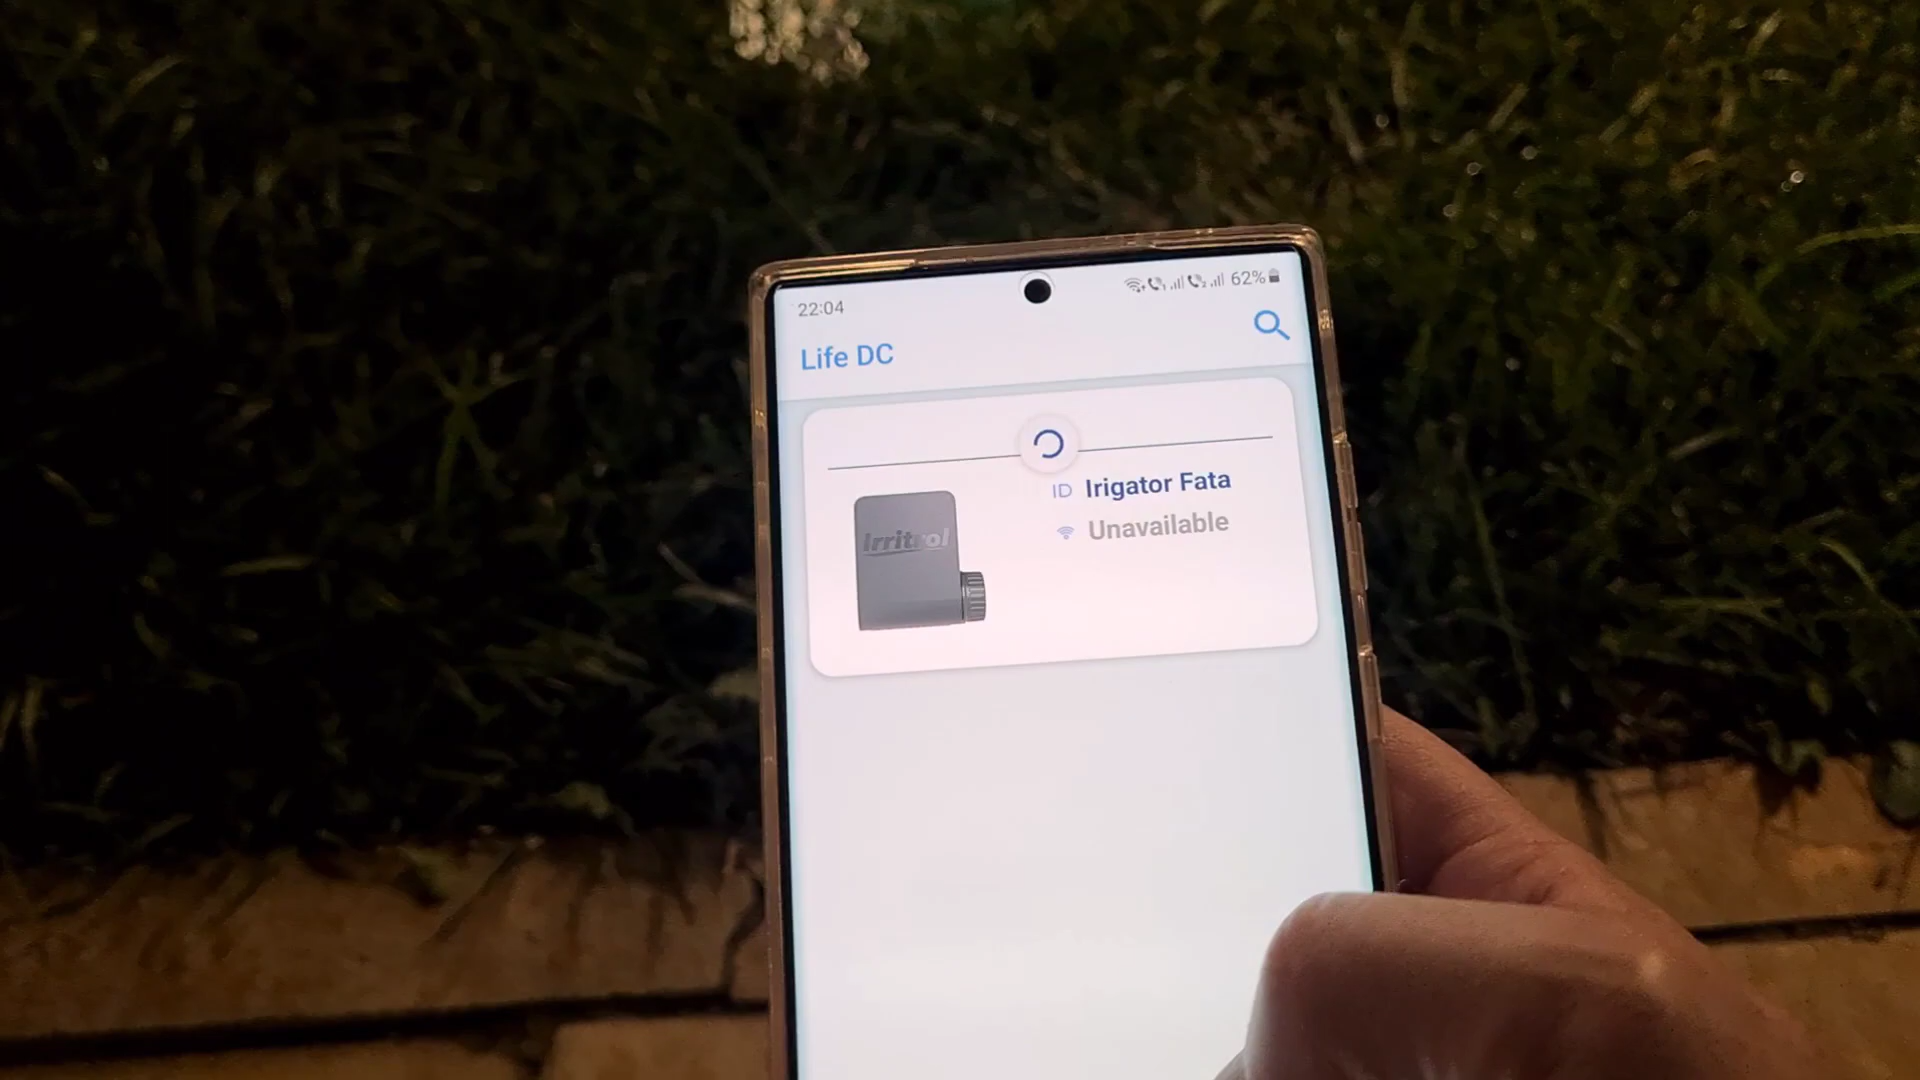 22:04
62%
Life DC
ID Irigator Fata
Unavailable
Irritrol